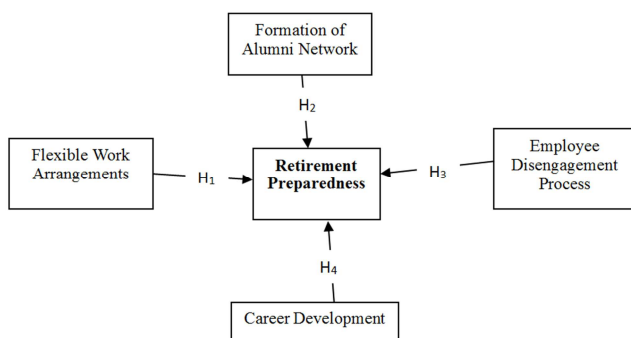 Formation of
Alumni Network
H2
Flexible Work
Arrangements
H1
Retirement
Preparedness
H3
Employee
Disengagement
Process
H4
Career Development